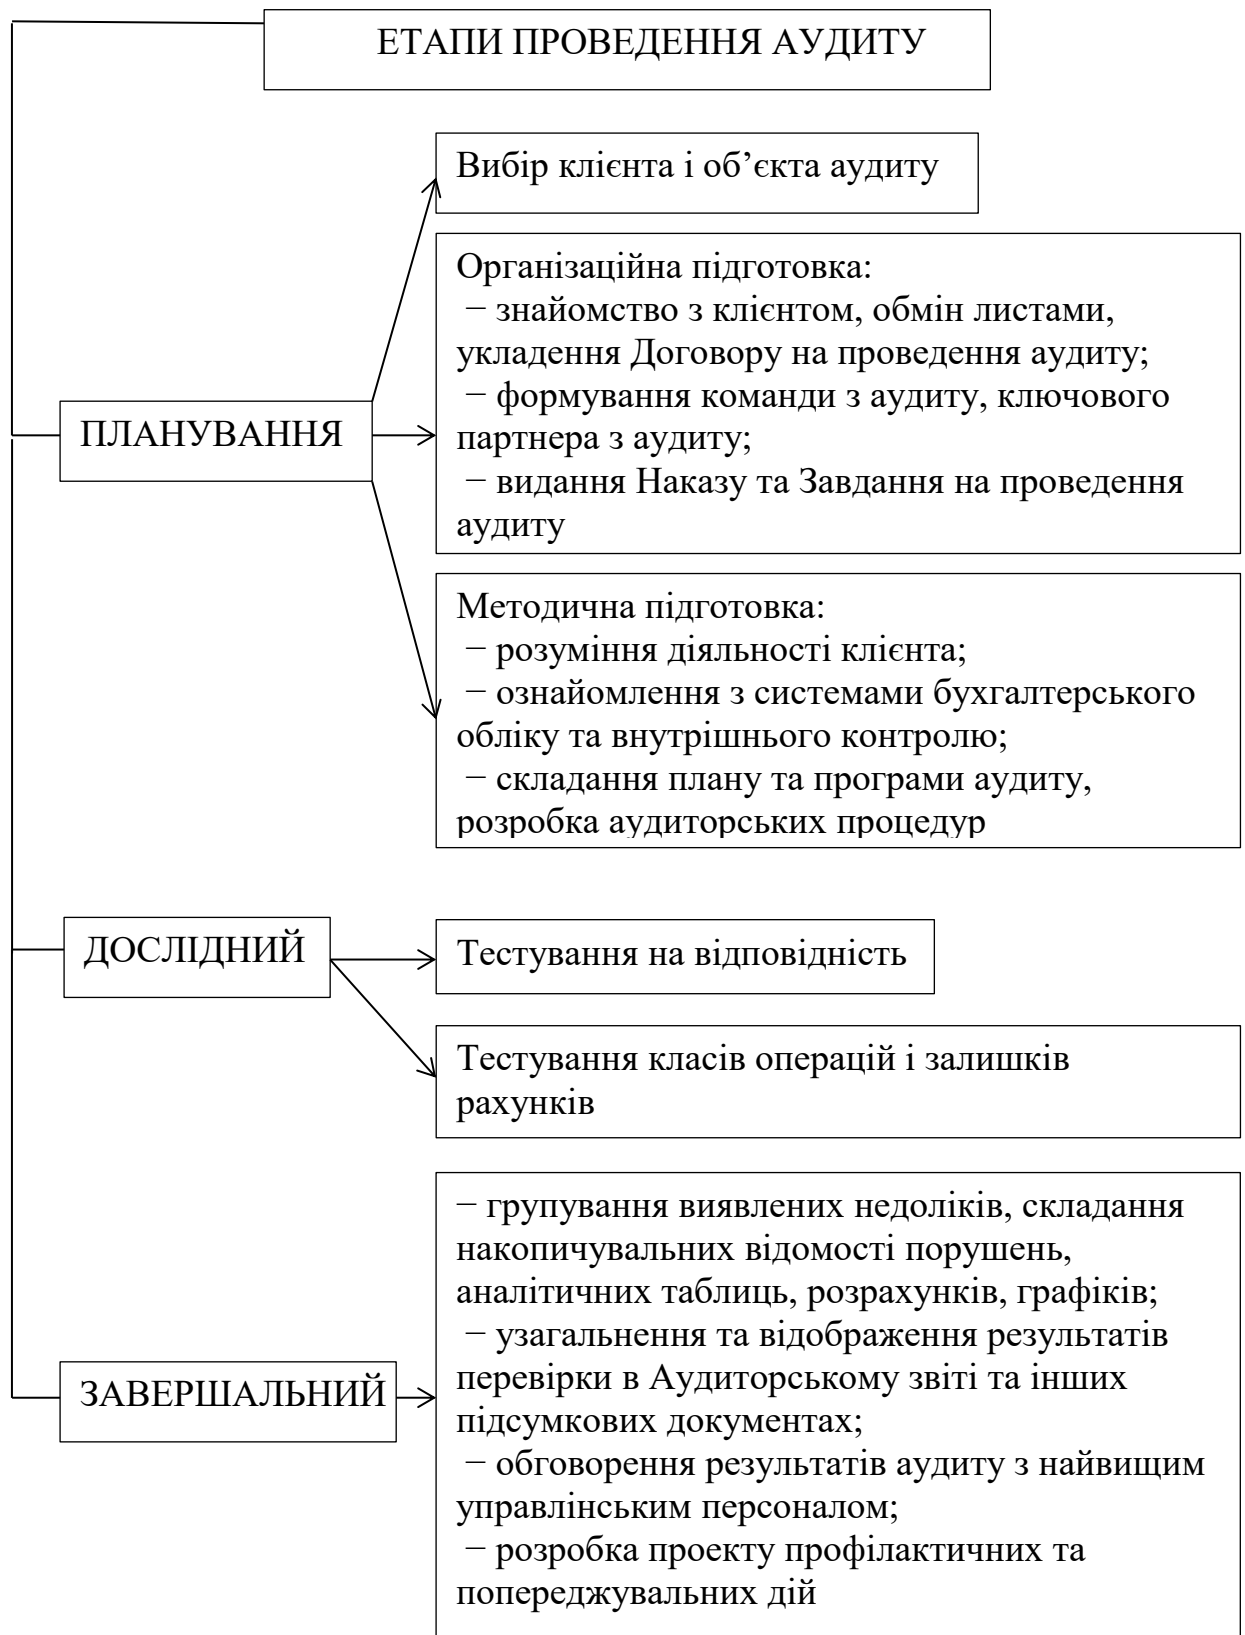 ЕТАПИ ПРОВЕДЕННЯ АУДИТУ
Вибір клієнта і об’єкта аудиту
Організаційна підготовка:
− знайомство з клієнтом, обмін листами,
укладення Договору на проведення аудиту;
− формування команди з аудиту, ключового
партнера з аудиту;
− видання Наказу та Завдання на проведення
аудиту
ПЛАНУВАННЯ
Методична підготовка:
− розуміння діяльності клієнта;
− ознайомлення з системами бухгалтерського
обліку та внутрішнього контролю;
− складання плану та програми аудиту,
розробка аудиторських процедур
ДОСЛІДНИЙ
Тестування на відповідність
Тестування класів операцій і залишків
рахунків
− групування виявлених недоліків, складання
накопичувальних відомості порушень,
аналітичних таблиць, розрахунків, графіків;
− узагальнення та відображення результатів
перевірки в Аудиторському звіті та інших
підсумкових документах;
− обговорення результатів аудиту з найвищим
управлінським персоналом;
− розробка проекту профілактичних та
попереджувальних дій
ЗАВЕРШАЛЬНИЙ